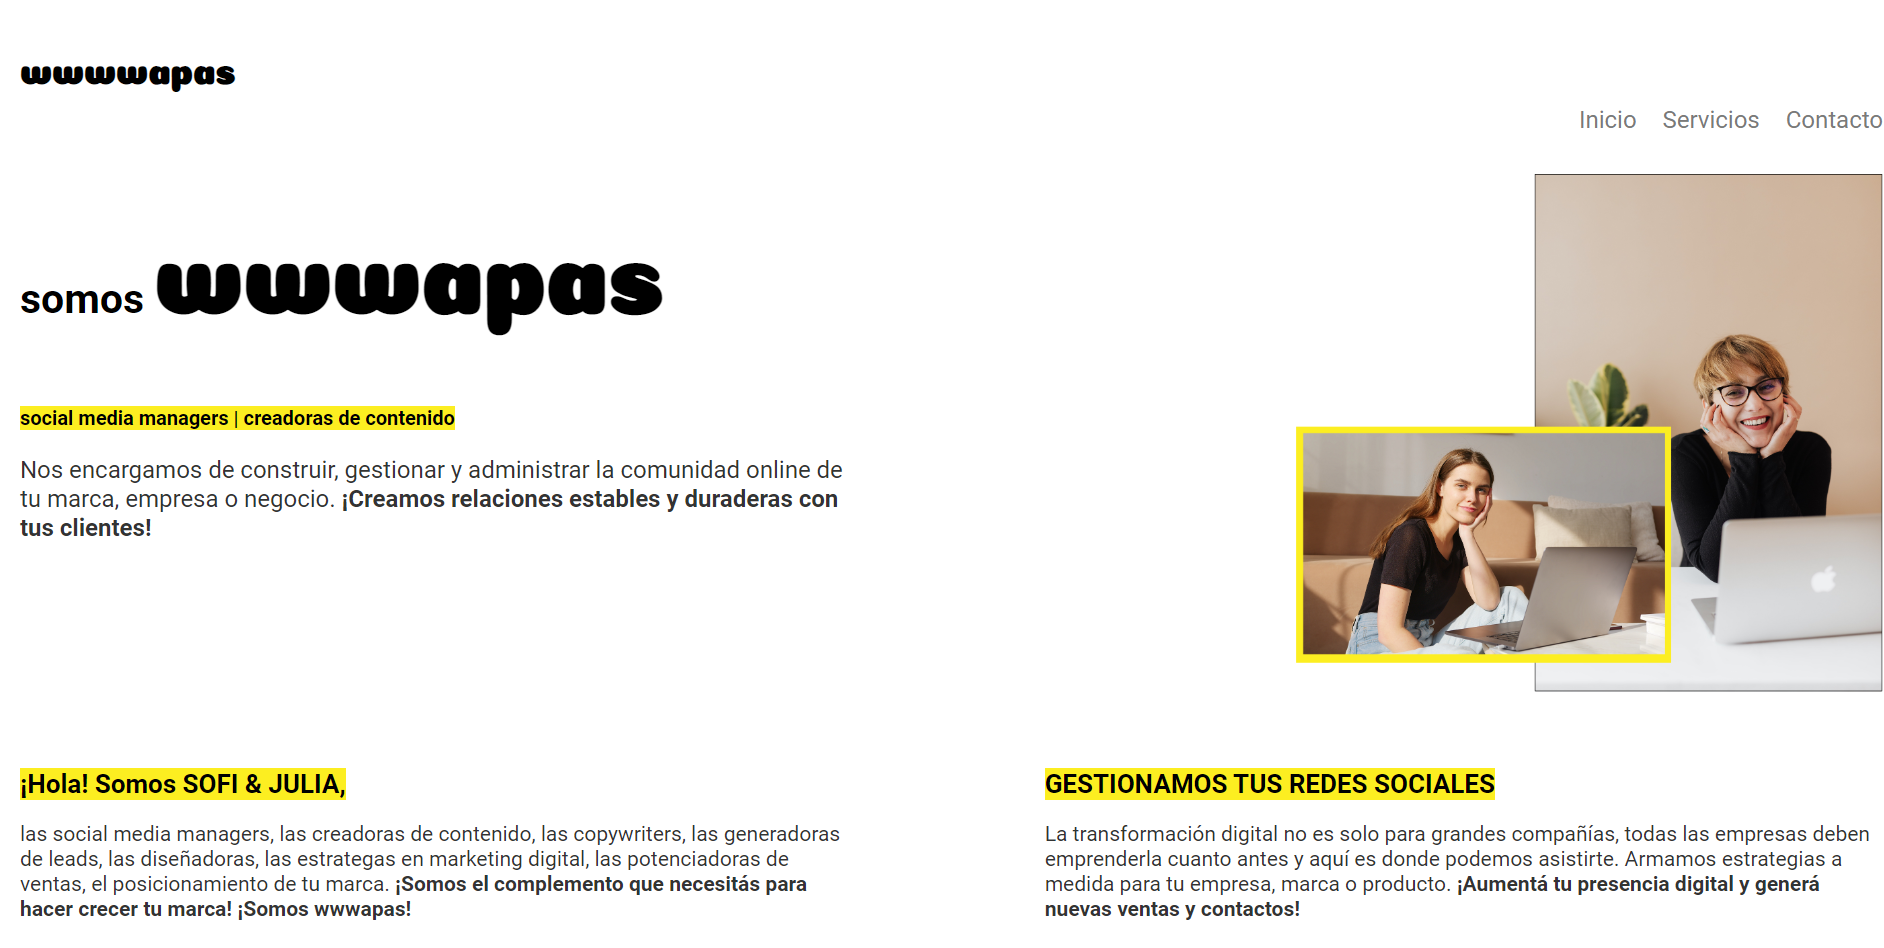 wwwwapas
Inicio Servicios Contacto
somos wwwapas
social media managers | creadoras de contenido
Nos encargamos de construir, gestionar y administrar la comunidad online de
tu marca, empresa o negocio. ¡Creamos relaciones estables y duraderas con
tus clientes!
¡Hola! Somos SOFI & JULIA,
las social media managers, las creadoras de contenido, las copywriters, las generadoras
de leads, las diseñadoras, las estrategas en marketing digital, las potenciadoras de
ventas, el posicionamiento de tu marca. ¡Somos el complemento que necesitás para
hacer crecer tu marca! ¡Somos wwwapas!
GESTIONAMOS TUS REDES SOCIALES
La transformación digital no es solo para grandes compañías, todas las empresas deben
emprenderla cuanto antes y aquí es donde podemos asistirte. Armamos estrategias a
medida para tu empresa, marca o producto. ¡Aumentá tu presencia digital y generá
nuevas ventas y contactos!